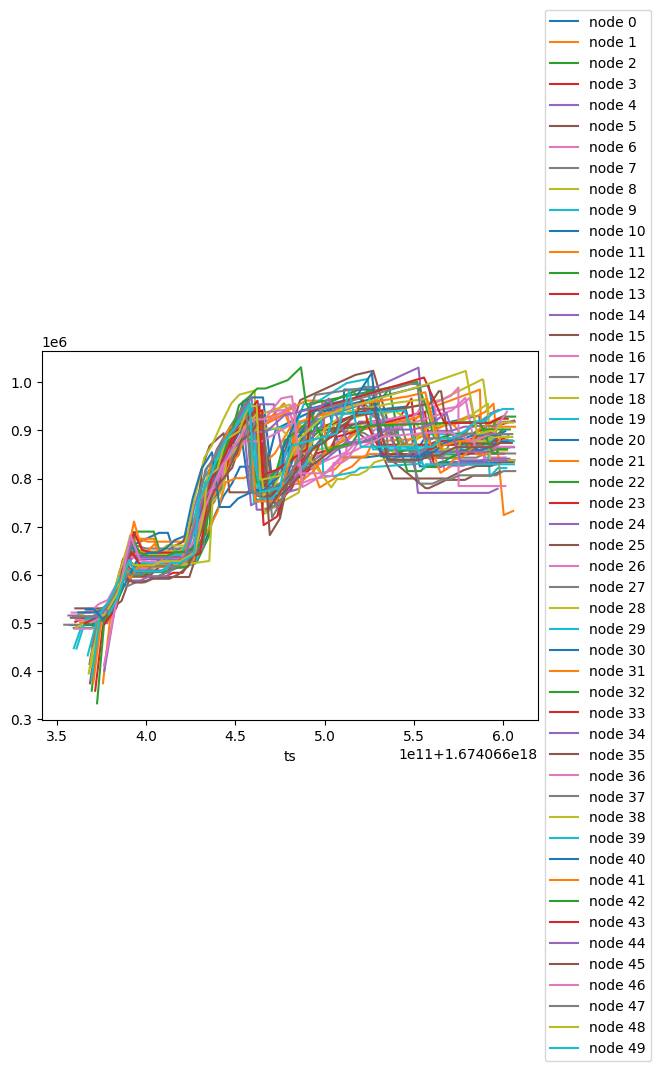 node 0
node 1
node 2
node 3
node 4
node 5
node 6
node 7
node 8
node 9
node 10
node 11
node 12
node 13
node 14
node 15
node 16
node 17
node 18
node 19
node 20
node 21
node 22
node 23
node 24
node 25
node 26
node 27
node 28
node 29
node 30
node 31
node 32
node 33
node 34
node 35
node 36
node 37
node 38
node 39
node 40
node 41
node 42
node 43
node 44
node 45
node 46
node 47
node 48
node 49
1e6
1.0
0.9
0.8
0.7
0.6
0.5
0.4
0.3
3.5 4.0 4.5 5.0 5.5 6.0
ts
1e11+1.674066e18